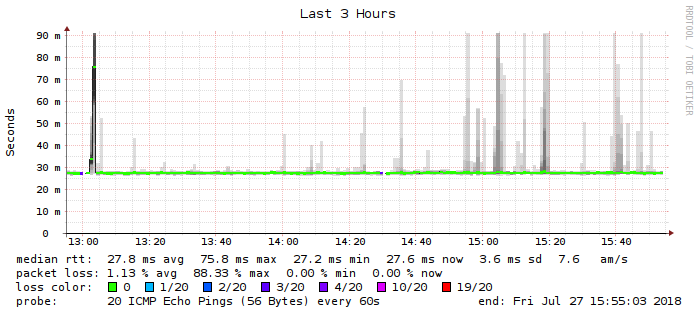 Last 3 Hours
RRDTOOL / TOBI OETIKER
Seconds
90 m
80 m
70 m
60 m
50 m
40 m
30 m
20 m
10 m
0
13:00 13:20 13:40 14:00 14:20 14:40 15:00 15:20 15:40
median rtt: 27.8 ms avg 75.8 ms max 27.2 ms min 27.6 ms now 3.6 ms sd 7.6 am/s
packet loss: 1.13 % avg 88.33 % max 0.00 % min 0.00 % now
loss color: 0 1/20 2/20 3/20 4/20 10/20 19/20
probe: 20 ICMP Echo Pings (56 Bytes) every 60s end: Fri Jul 27 15:55:03 2018